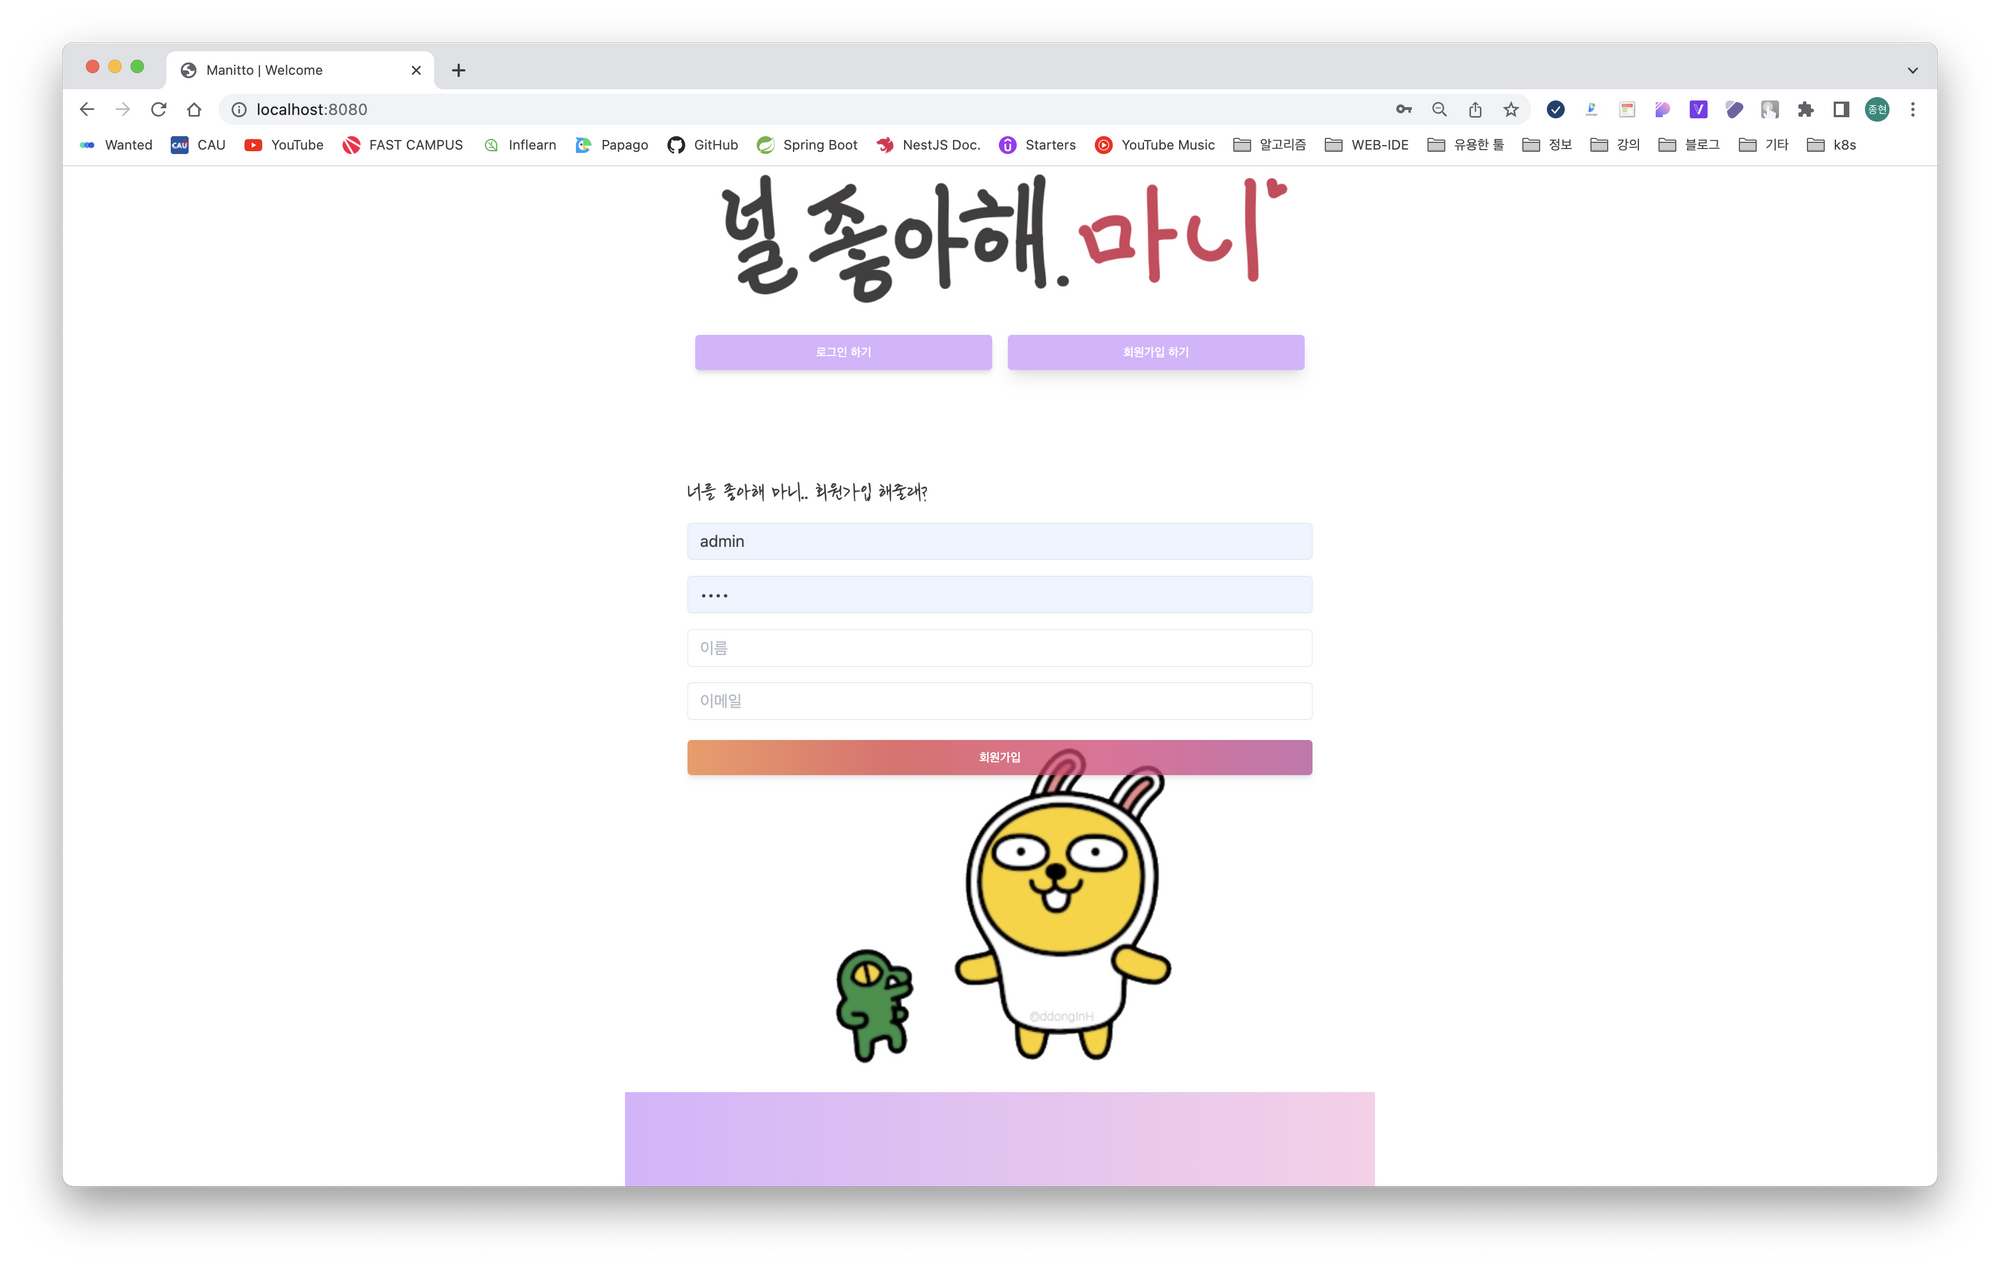 Manitto | Welcome
localhost:8080
종현
Wanted CAU YouTube FAST CAMPUS Inflearn Papago GitHub Spring Boot NestJS Doc. Starters YouTube Music 알고리즘 WEB-IDE 유용한 툴 정보 강의 블로그 기타 k8s
널 좋아해. 마니
로그인 하기 회원가입 하기
너를 좋아해 마니.. 회원가입 해줄래?
admin
••••
이름
이메일
회원가입
@ddonginH